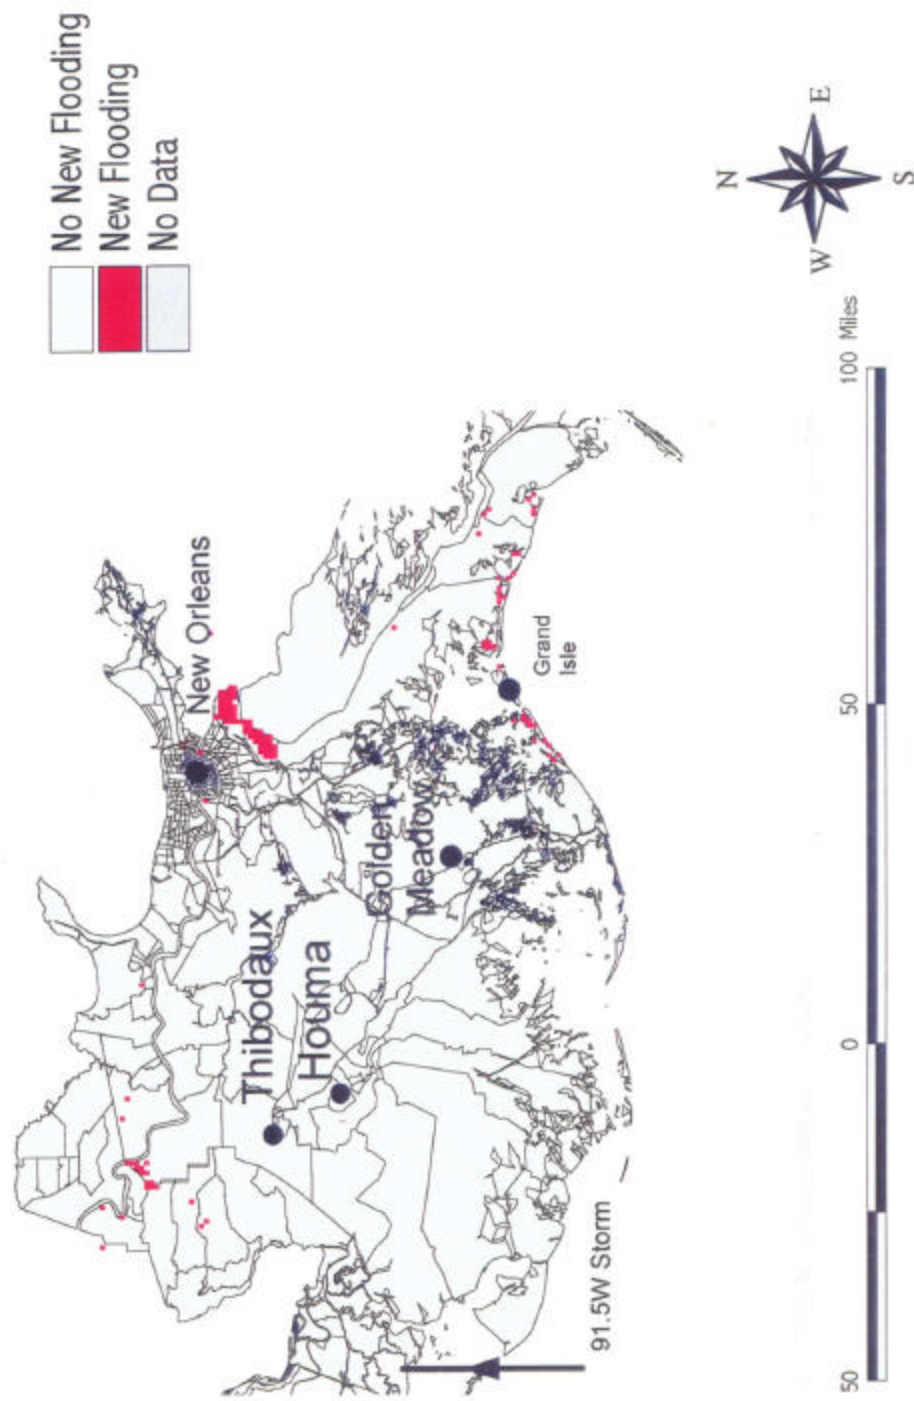 No New Flooding
New Flooding
No Data
New Orleans
Thibodaux
Houma
Golden
Meadow
Grand
Isle
91.5W Storm
N
W
E
S
50
0
50
100 Miles